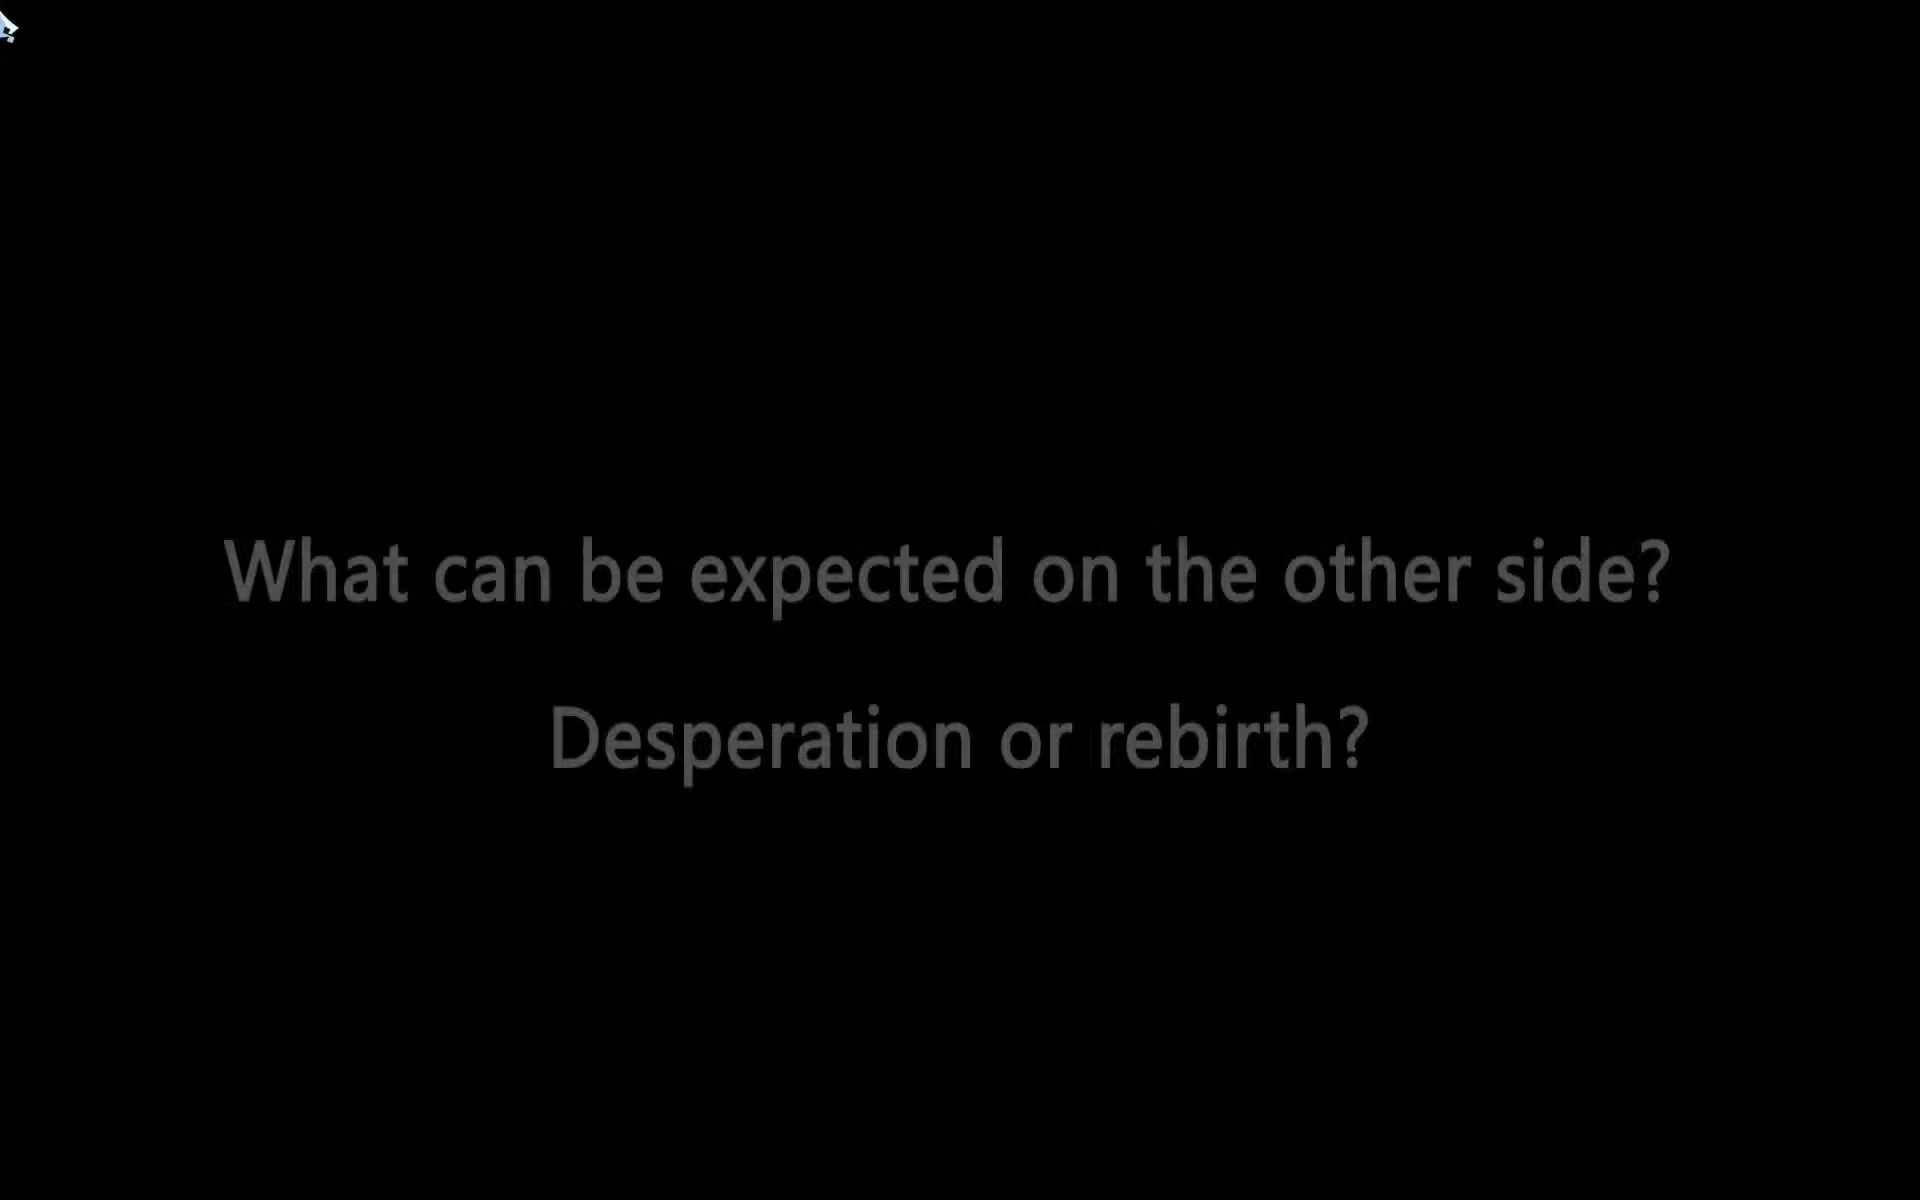 What can be expected on the other side?
Desperation or rebirth?